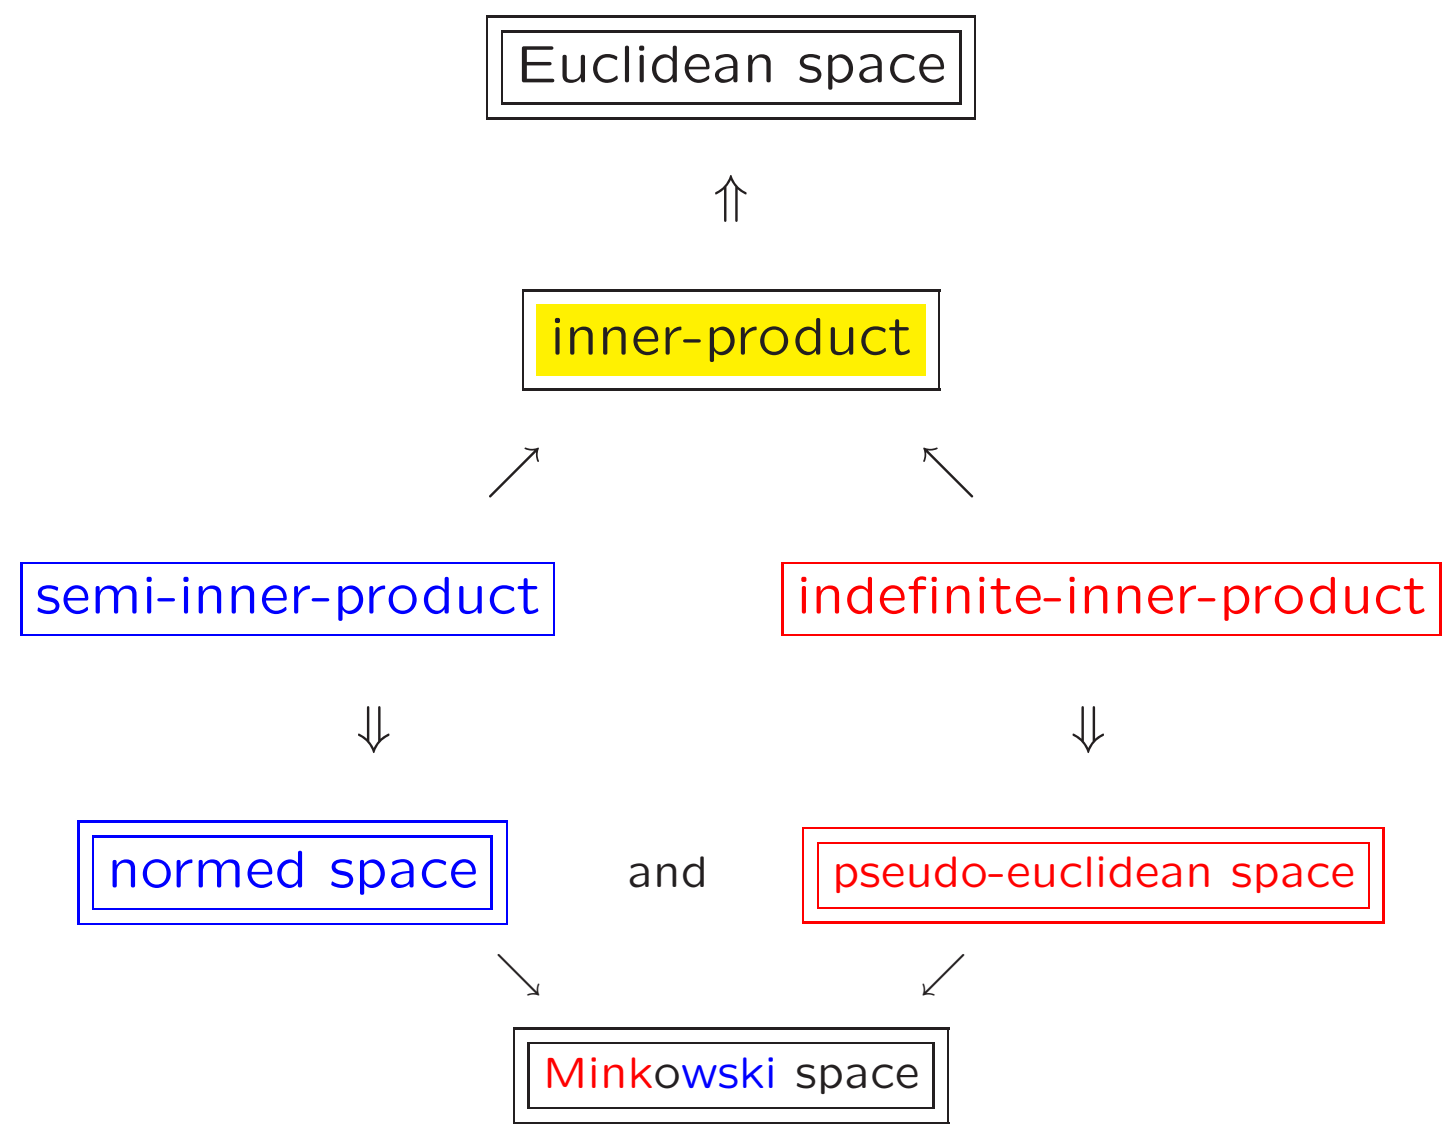 Euclidean space
⇑
inner-product
↗ ↖
semi-inner-product indefinite-inner-product
⇓ ⇓
normed space and pseudo-euclidean space
↘ ↙
Minkowski space